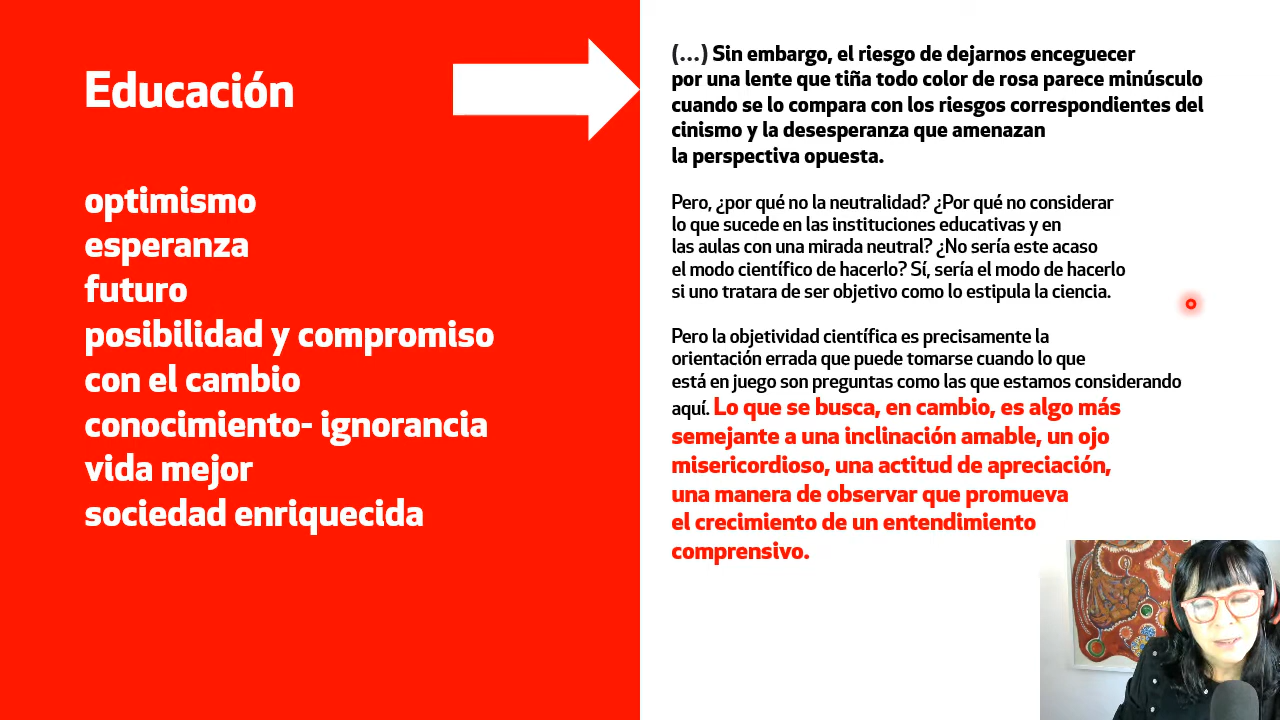 Educación
optimismo
esperanza
futuro
posibilidad y compromiso
con el cambio
conocimiento- ignorancia
vida mejor
sociedad enriquecida
(...) Sin embargo, el riesgo de dejarnos enceguecer
por una lente que tiña todo color de rosa parece minúsculo
cuando se lo compara con los riesgos correspondientes del
cinismo y la desesperanza que amenazan
la perspectiva opuesta.
Pero, ¿por qué no la neutralidad? ¿Por qué no considerar
lo que sucede en las instituciones educativas y en
las aulas con una mirada neutral? ¿No sería este acaso
el modo científico de hacerlo? Sí, sería el modo de hacerlo
si uno tratara de ser objetivo como lo estipula la ciencia.
Pero la objetividad científica es precisamente la
orientación errada que puede tomarse cuando lo que
está en juego son preguntas como las que estamos considerando
aquí. Lo que se busca, en cambio, es algo más
semejante a una inclinación amable, un ojo
misericordioso, una actitud de apreciación,
una manera de observar que promueva
el crecimiento de un entendimiento
comprensivo.